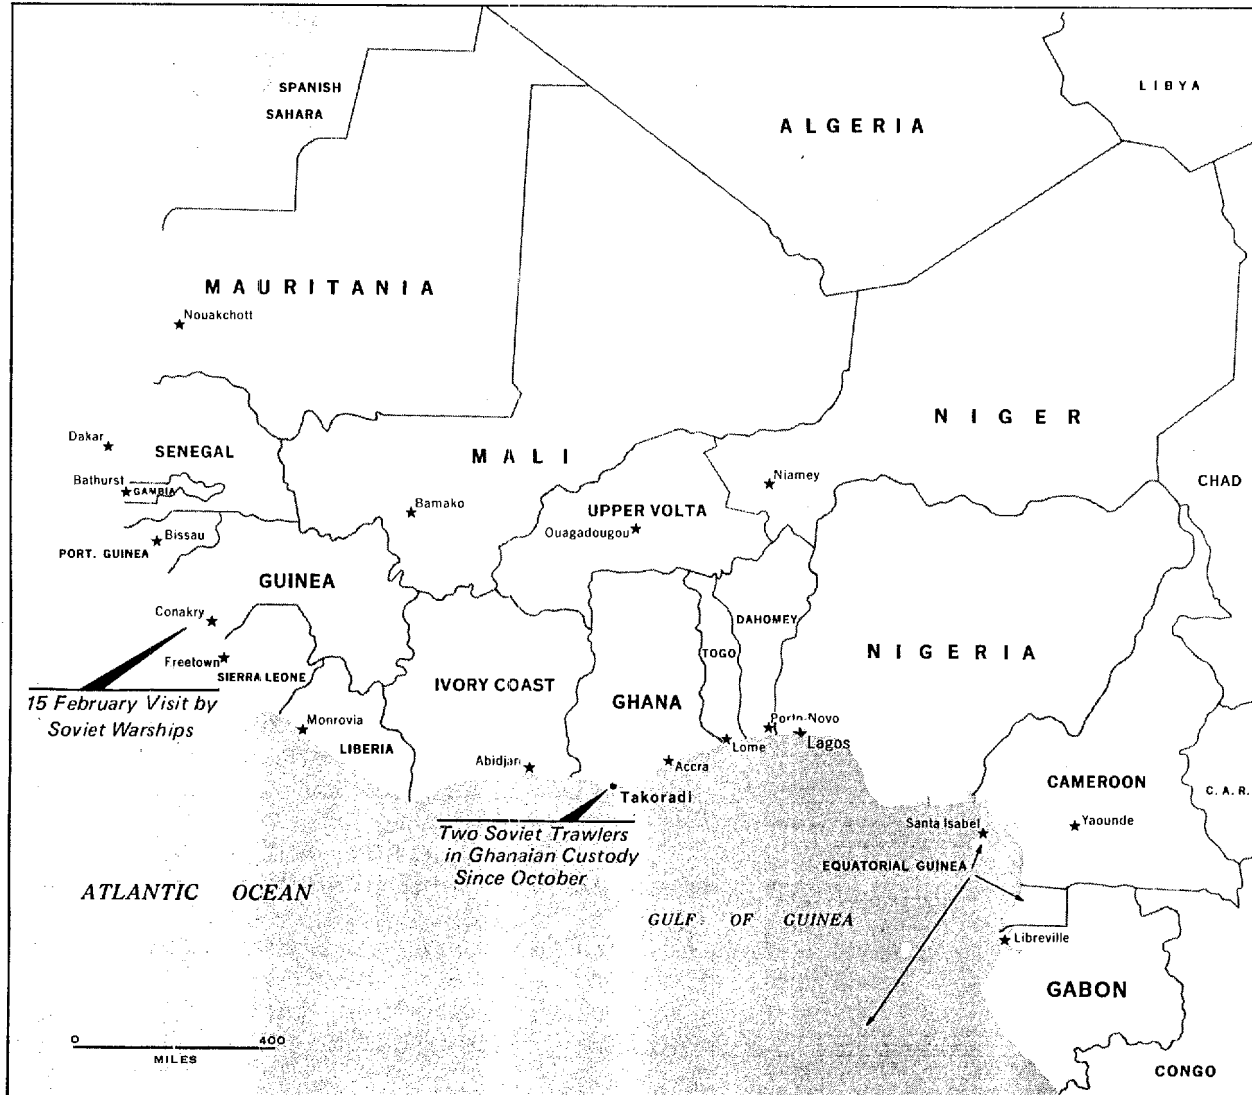 SPANISH
SAHARA
LIBYA
ALGERIA
MAURITANIA
Nouakchott
NIGER
Dakar
SENEGAL
MALI
Bathurst
GAMBIA
Niamey
CHAD
Bamako
UPPER VOLTA
Ouagadougou
Bissau
PORT. GUINEA
GUINEA
Conakry
DAHOMEY
Freetown
SIERRA LEONE
TOGO
NIGERIA
IVORY COAST
GHANA
15 February Visit by
Soviet Warships
Monrovia
LIBERIA
Porto-Novo
Lome
Lagos
Abidjan
Accra
CAMEROON
Takoradi
C.A.R.
Two Soviet Trawlers
in Ghanaian Custody
Since October
Santa Isabel
Yaounde
EQUATORIAL GUINEA
ATLANTIC OCEAN
GULF OF GUINEA
Libreville
GABON
0 400
MILES
CONGO